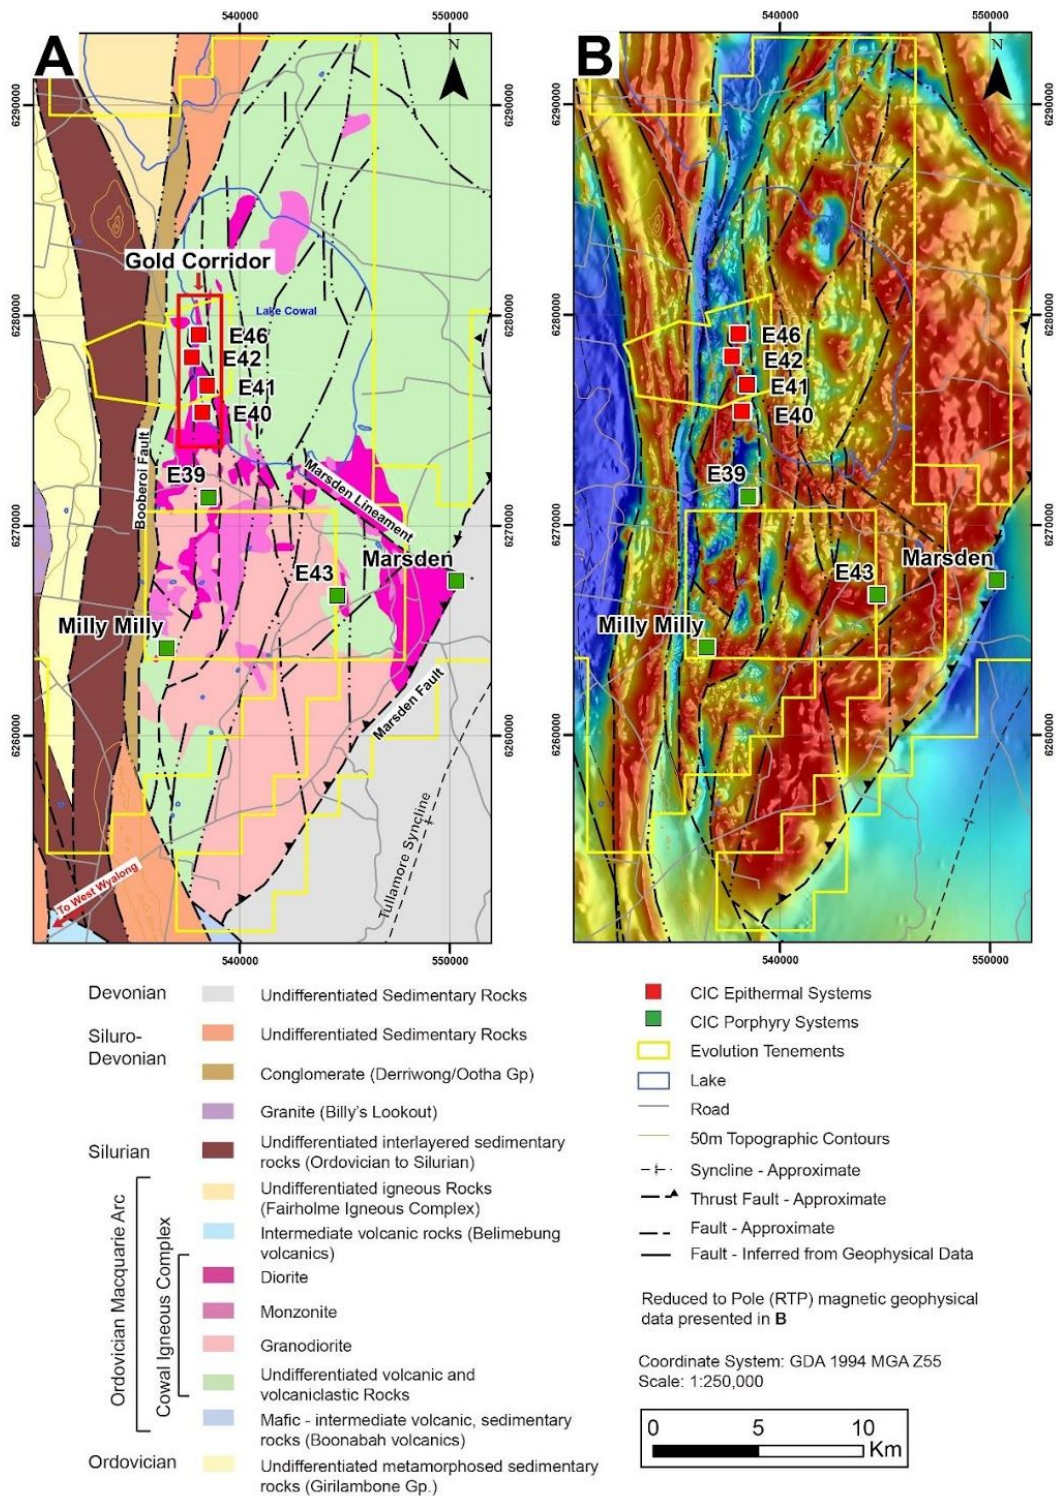 A
540000
550000
N
6290000
6290000
Gold Corridor
Lake Cowal
6280000
6280000
E46
E42
E41
E40
Booberoi Fault
E39
Marsden Lineament
6270000
6270000
E43
Marsden
Milly Milly
Marsden Fault
6260000
6260000
Tullamore Syncline
To West Wyalong
540000
550000
B
540000
550000
N
6290000
6290000
6280000
6280000
E46
E42
E41
E40
E39
6270000
6270000
E43
Marsden
Milly Milly
6260000
6260000
540000
550000
Devonian
Undifferentiated Sedimentary Rocks
Siluro-
Devonian
Undifferentiated Sedimentary Rocks
Conglomerate (Derriwong/Ootha Gp)
Granite (Billy's Lookout)
Silurian
Undifferentiated interlayered sedimentary
rocks (Ordovician to Silurian)
Ordovician Macquarie Arc
Undifferentiated igneous Rocks
(Fairholme Igneous Complex)
Intermediate volcanic rocks (Belimebung
volcanics)
Cowal Igneous Complex
Diorite
Monzonite
Granodiorite
Undifferentiated volcanic and
volcaniclastic Rocks
Mafic - intermediate volcanic, sedimentary
rocks (Boonabah volcanics)
Ordovician
Undifferentiated metamorphosed sedimentary
rocks (Girilambone Gp.)
CIC Epithermal Systems
CIC Porphyry Systems
Evolution Tenements
Lake
Road
50m Topographic Contours
Syncline - Approximate
Thrust Fault - Approximate
Fault - Approximate
Fault - Inferred from Geophysical Data
Reduced to Pole (RTP) magnetic geophysical
data presented in B
Coordinate System: GDA 1994 MGA Z55
Scale: 1:250,000
0 5 10
Km